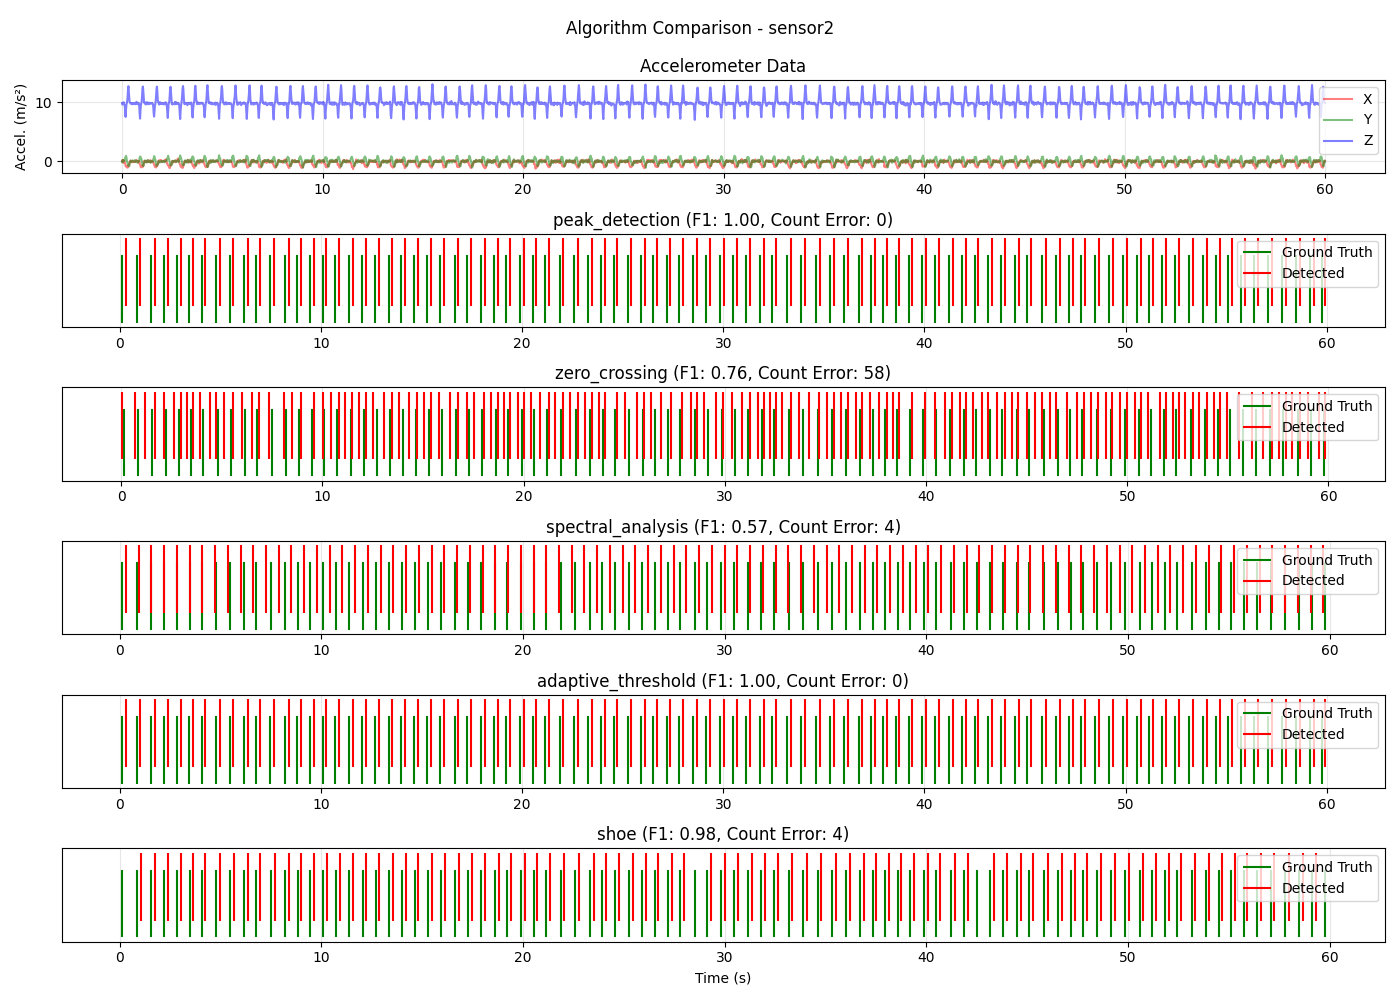 Algorithm Comparison - sensor2
Accelerometer Data
Accel. (m/s²)
10
0
X
Y
Z
0 10 20 30 40 50 60
peak_detection (F1: 1.00, Count Error: 0)
Ground Truth
Detected
0 10 20 30 40 50 60
zero_crossing (F1: 0.76, Count Error: 58)
Ground Truth
Detected
0 10 20 30 40 50 60
spectral_analysis (F1: 0.57, Count Error: 4)
Ground Truth
Detected
0 10 20 30 40 50 60
adaptive_threshold (F1: 1.00, Count Error: 0)
Ground Truth
Detected
0 10 20 30 40 50 60
shoe (F1: 0.98, Count Error: 4)
Ground Truth
Detected
0 10 20 30 40 50 60
Time (s)